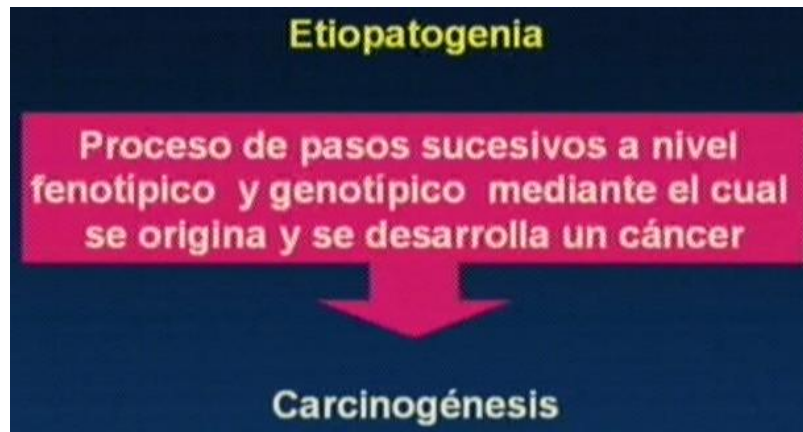 Etiopatogenia
Proceso de pasos sucesivos a nivel
fenotípico y genotípico mediante el cual
se origina y se desarrolla un cáncer
Carcinogénesis